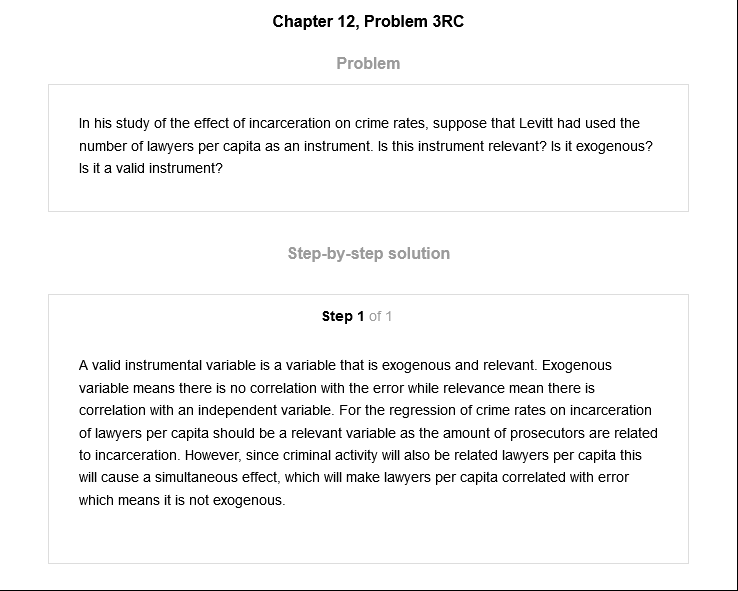 Chapter 12, Problem 3RC
Problem
In his study of the effect of incarceration on crime rates, suppose that Levitt had used the
number of lawyers per capita as an instrument. Is this instrument relevant? Is it exogenous?
Is it a valid instrument?
Step-by-step solution
Step 1 of 1
A valid instrumental variable is a variable that is exogenous and relevant. Exogenous
variable means there is no correlation with the error while relevance mean there is
correlation with an independent variable. For the regression of crime rates on incarceration
of lawyers per capita should be a relevant variable as the amount of prosecutors are related
to incarceration. However, since criminal activity will also be related lawyers per capita this
will cause a simultaneous effect, which will make lawyers per capita correlated with error
which means it is not exogenous.